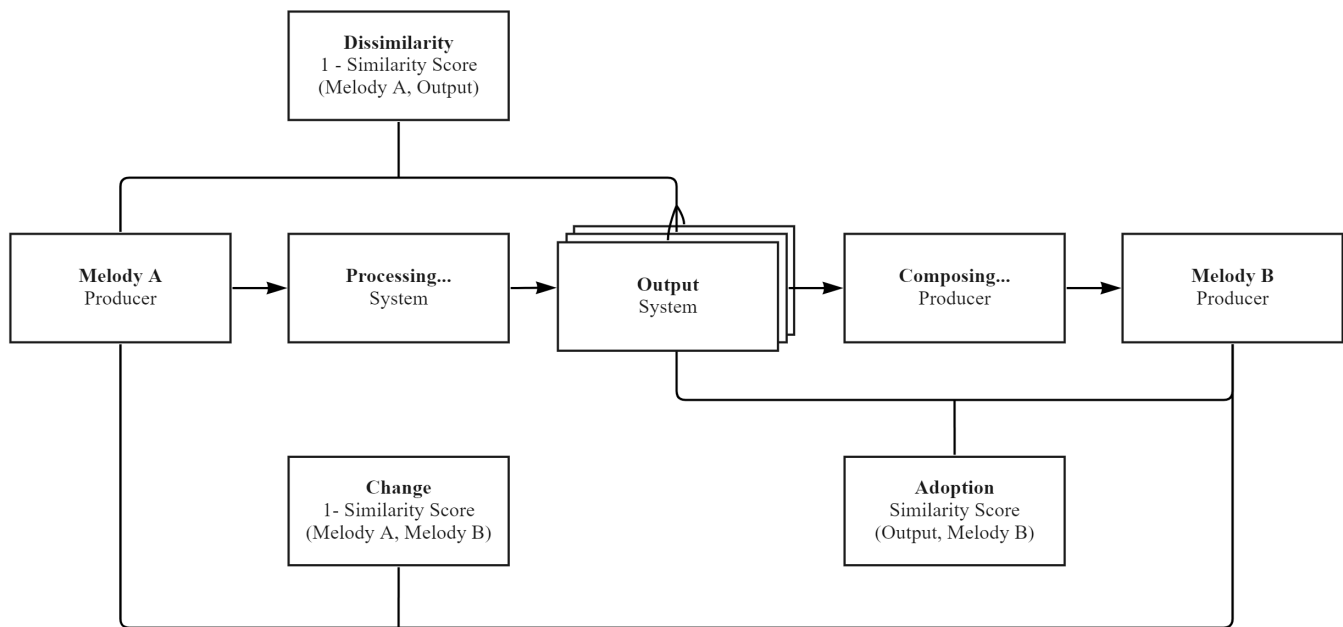 Dissimilarity
1 - Similarity Score
(Melody A, Output)
Melody A
Producer
Processing...
System
Output
System
Composing...
Producer
Melody B
Producer
Change
1- Similarity Score
(Melody A, Melody B)
Adoption
Similarity Score
(Output, Melody B)